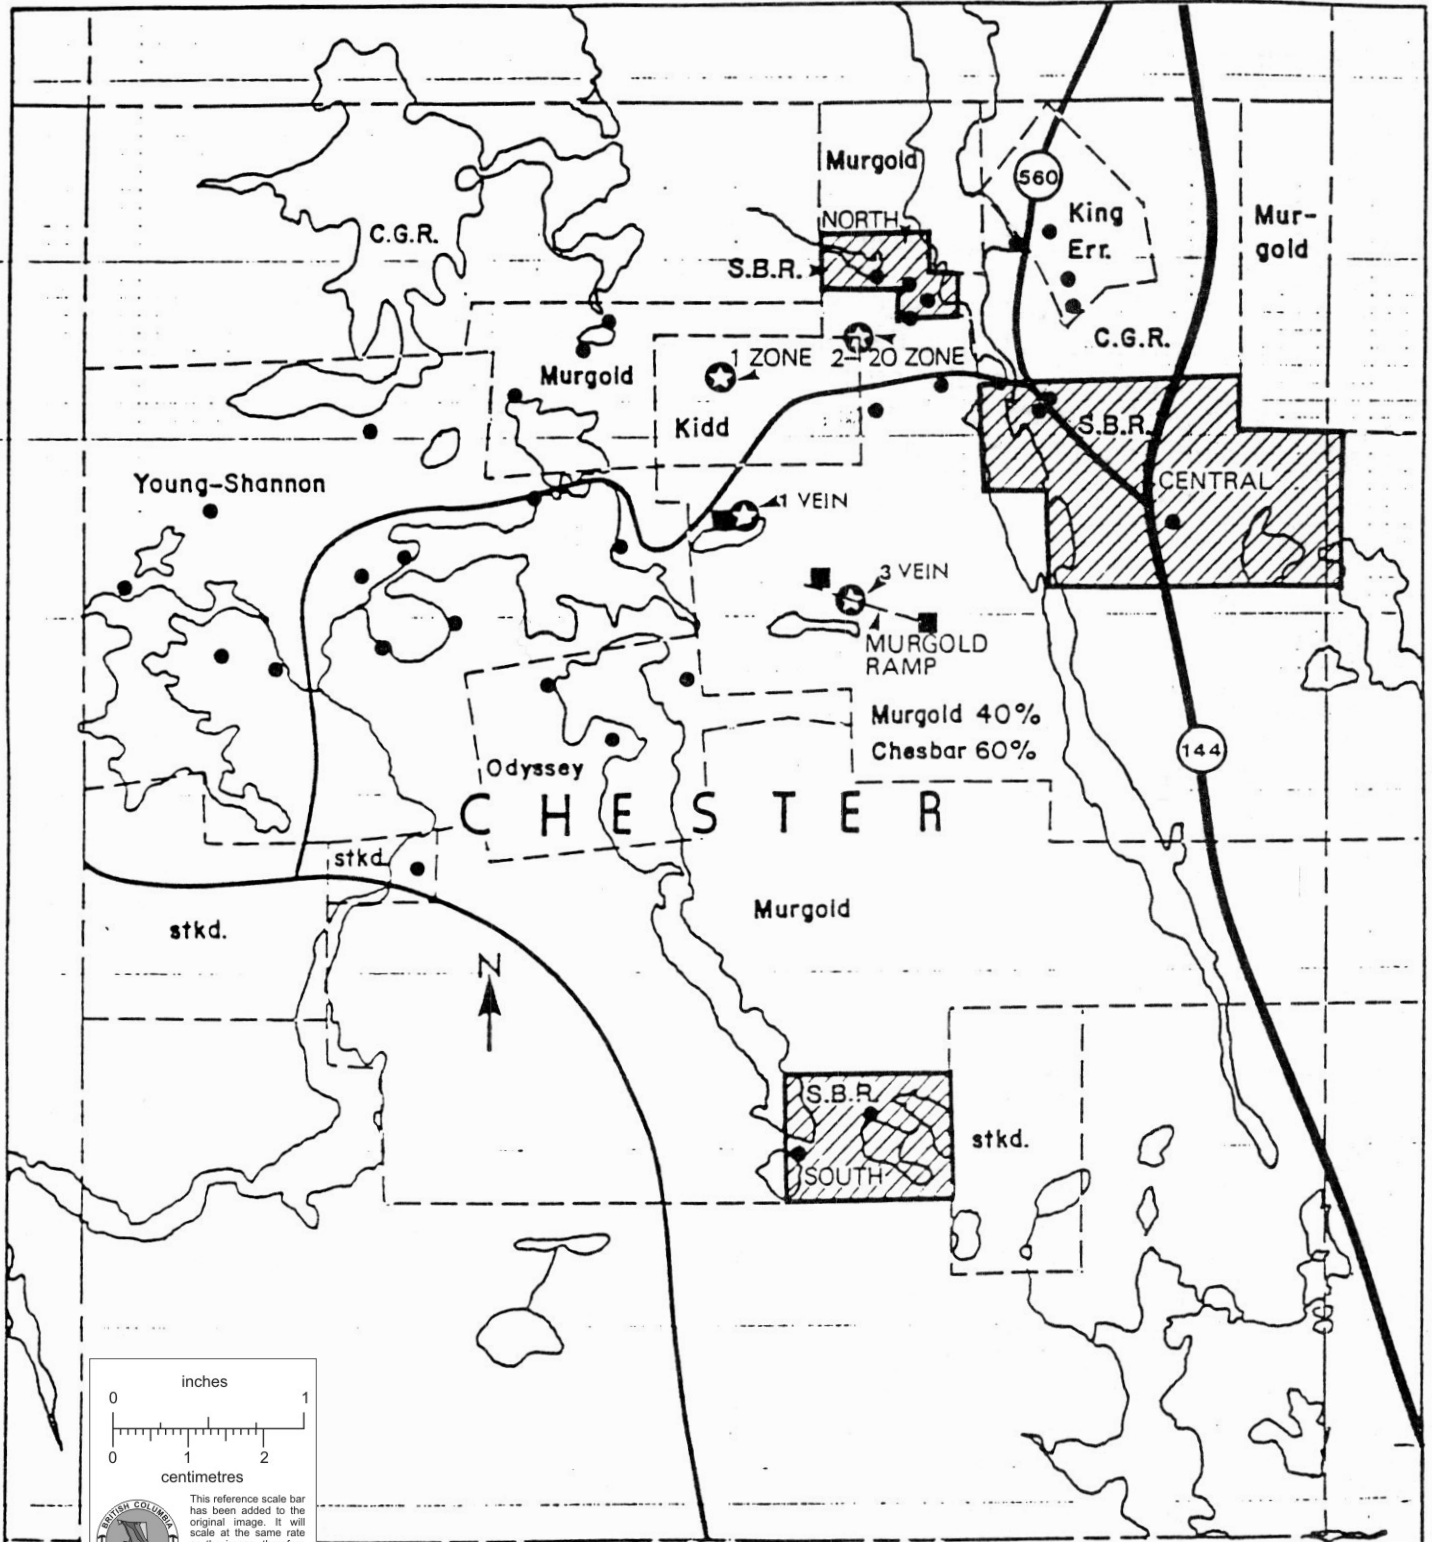 Murgold
560
NORTH
King
Err.
Mur-
gold
C.G.R.
S.B.R.
C.G.R.
1 ZONE
2-20 ZONE
Murgold
Kidd
S.B.R.
CENTRAL
Young-Shannon
1 VEIN
3 VEIN
MURGOLD
RAMP
Murgold 40%
Chesbar 60%
144
Odyssey
CHESTER
stkd.
Murgold
stkd.
N
S.B.R.
stkd.
SOUTH
inches
0 1
0 1 2
centimetres
This reference scale bar
has been added to the
original image. It will
scale at the same rate
BRITISH COLUMBIA